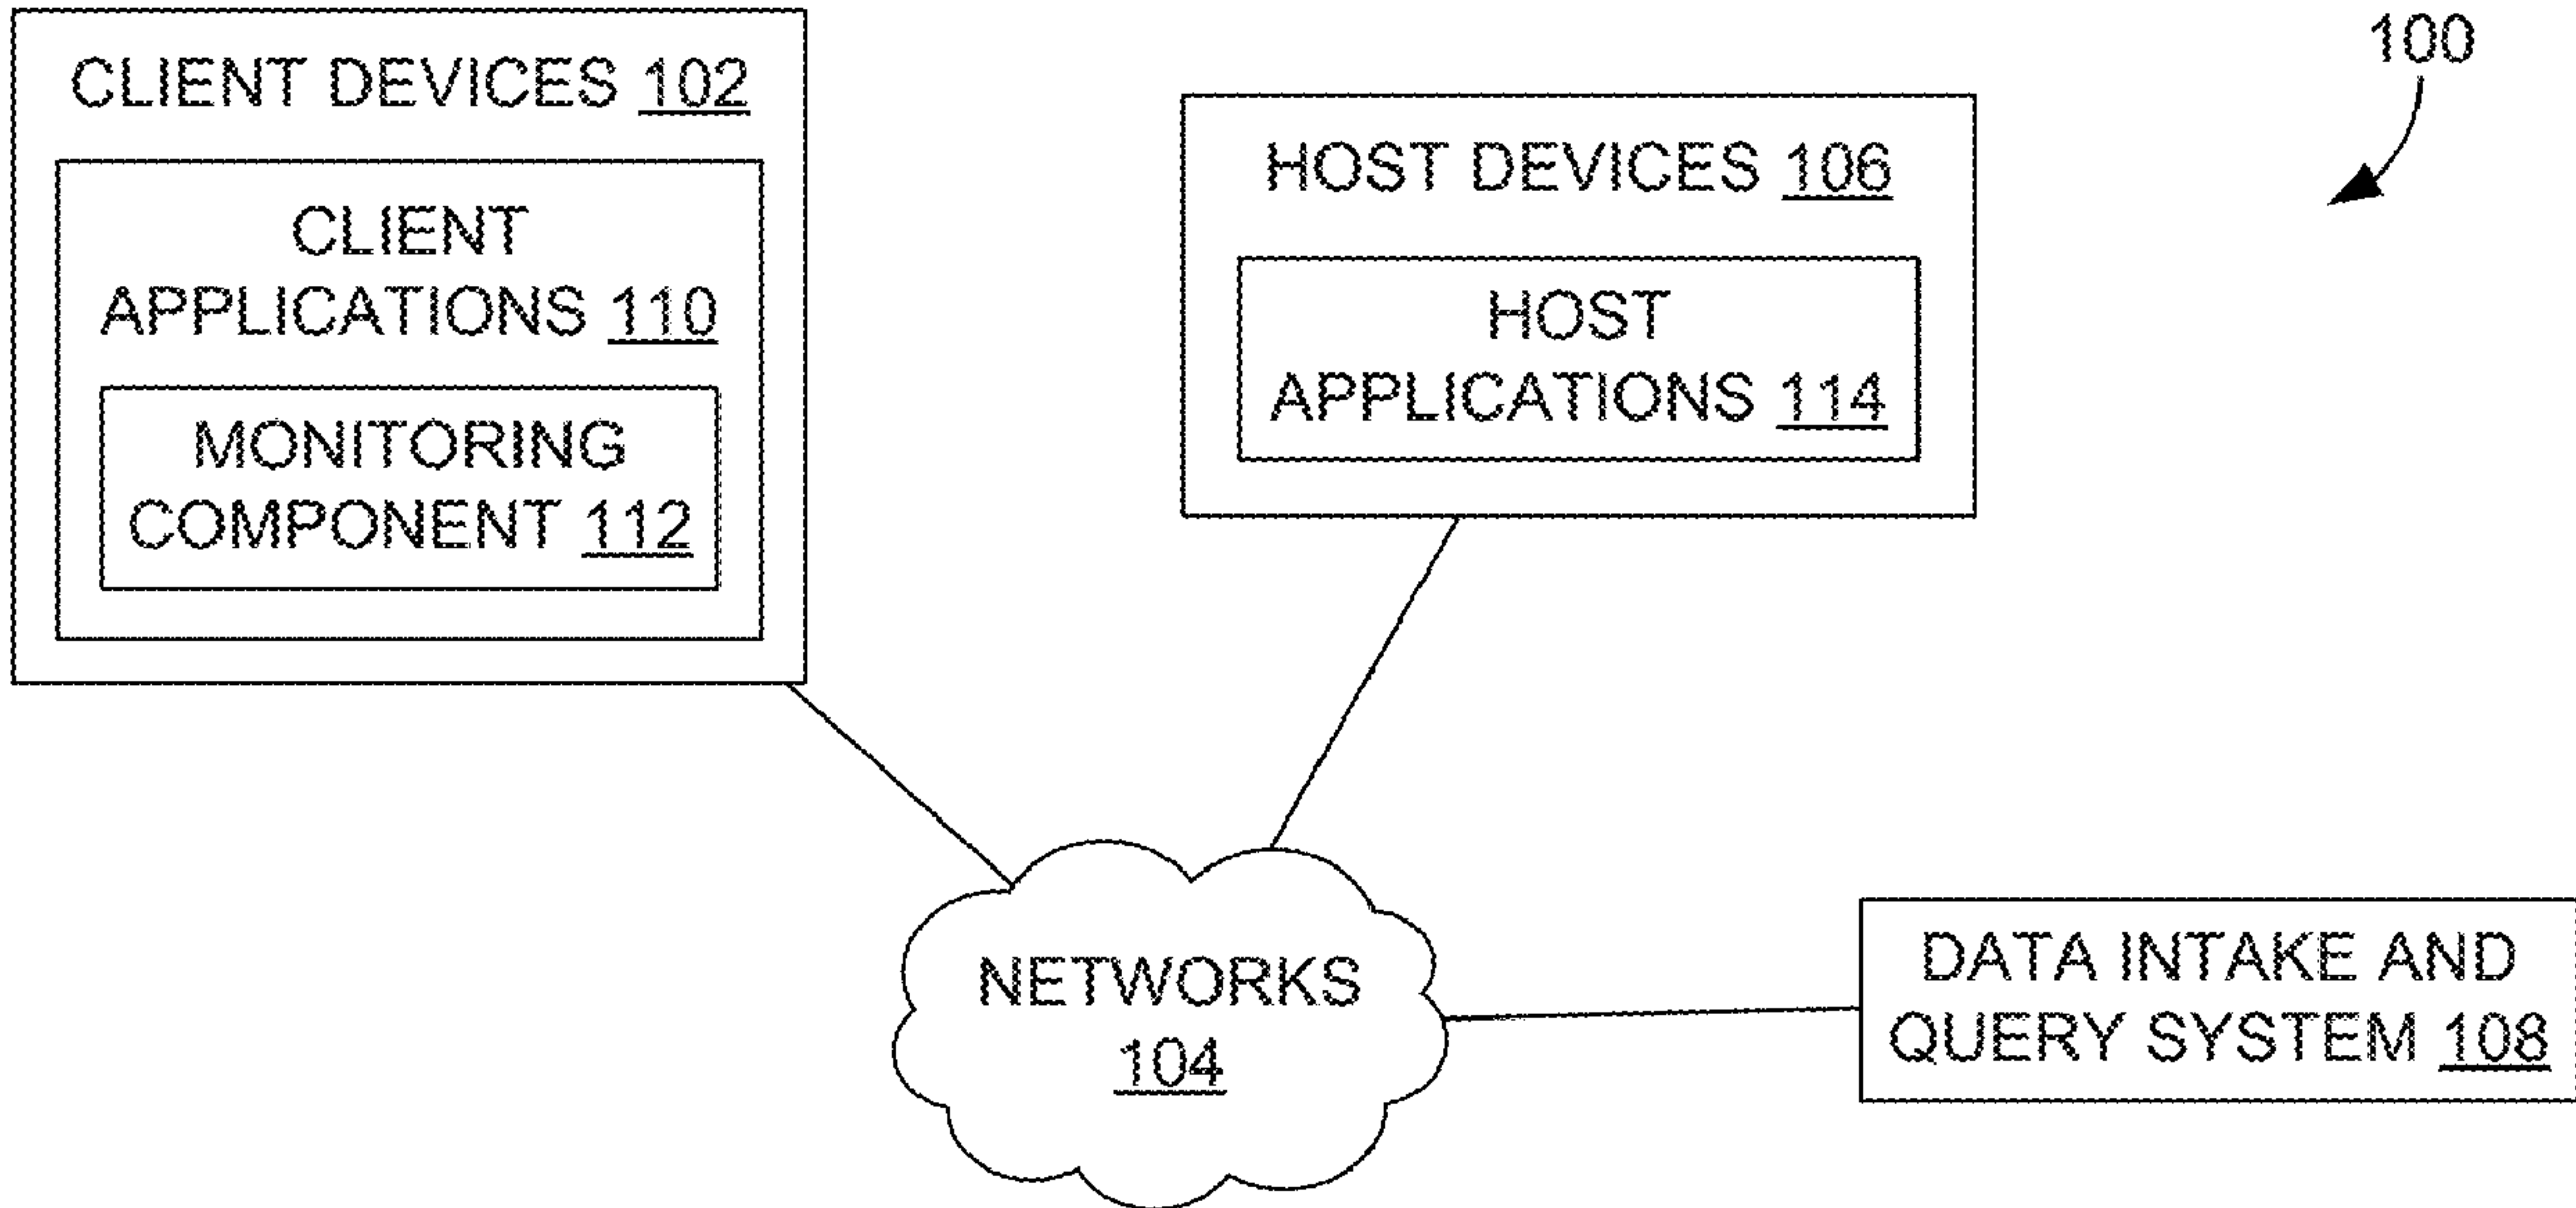 CLIENT DEVICES 102
CLIENT
APPLICATIONS 110
MONITORING
COMPONENT 112
HOST DEVICES 106
HOST
APPLICATIONS 114
100
NETWORKS
104
DATA INTAKE AND
QUERY SYSTEM 108